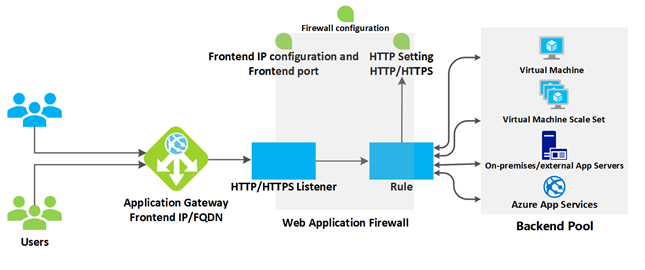 Firewall configuration
Frontend IP configuration and
Frontend port
HTTP Setting
HTTP/HTTPS
Virtual Machine
Virtual Machine Scale Set
On-premises/external App Servers
Azure App Services
Backend Pool
HTTP/HTTPS Listener
Rule
Web Application Firewall
Application Gateway
Frontend IP/FQDN
Users